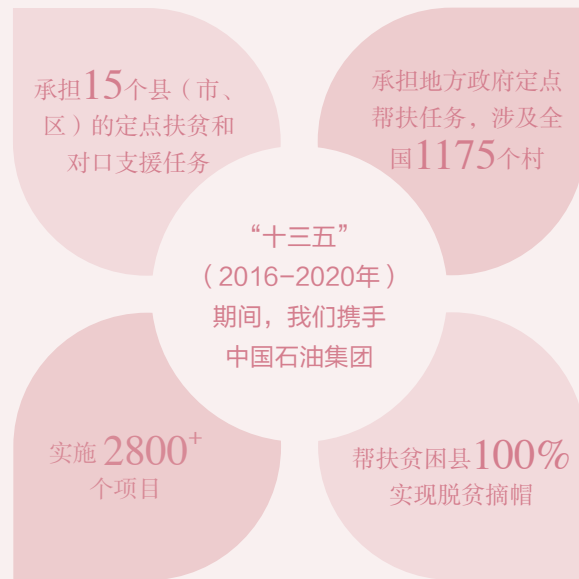 承担15个县（市、
区）的定点扶贫和
对口支援任务
承担地方政府定点
帮扶任务，涉及全
国1175个村
“十三五”
（2016-2020年）
期间，我们携手
中国石油集团
实施 2800+
个项目
帮扶贫困县100%
实现脱贫摘帽